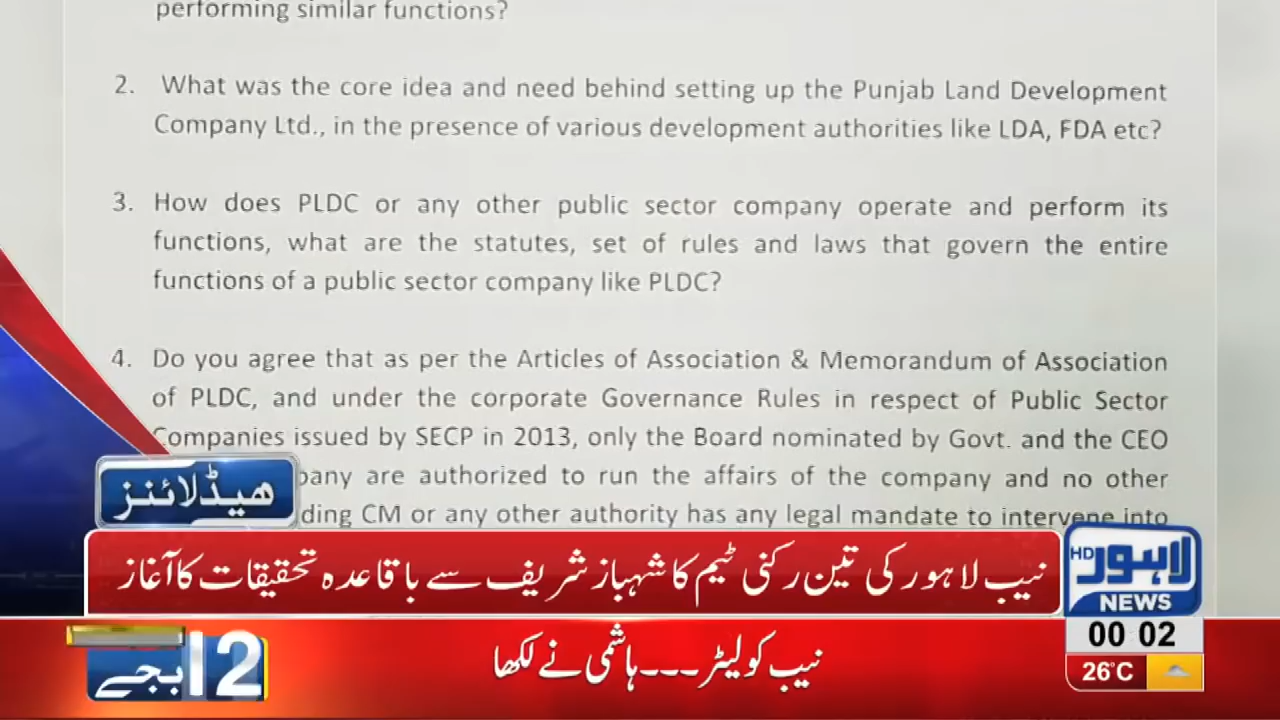 performing similar functions?
2. What was the core idea and need behind setting up the Punjab Land Development
Company Ltd., in the presence of various development authorities like LDA, FDA etc?
3. How does PLDC or any other public sector company operate and perform its
functions, what are the statutes, set of rules and laws that govern the entire
functions of a public sector company like PLDC?
4. Do you agree that as per the Articles of Association & Memorandum of Association
of PLDC, and under the corporate Governance Rules in respect of Public Sector
Companies issued by SECP in 2013, only the Board nominated by Govt. and the CEO
pany are authorized to run the affairs of the company and no other
ding CM or any other authority has any legal mandate to intervene into
ھیڈلائنز
نیب لاہور کی تین رکنی ٹیم کا شہباز شریف سے باقاعدہ تحقیقات کا آغاز
HD لاہور
NEWS
00 02
26°C
12 بجے
نیب کو لیٹر ۔۔۔ ہاشمی نے لکھا